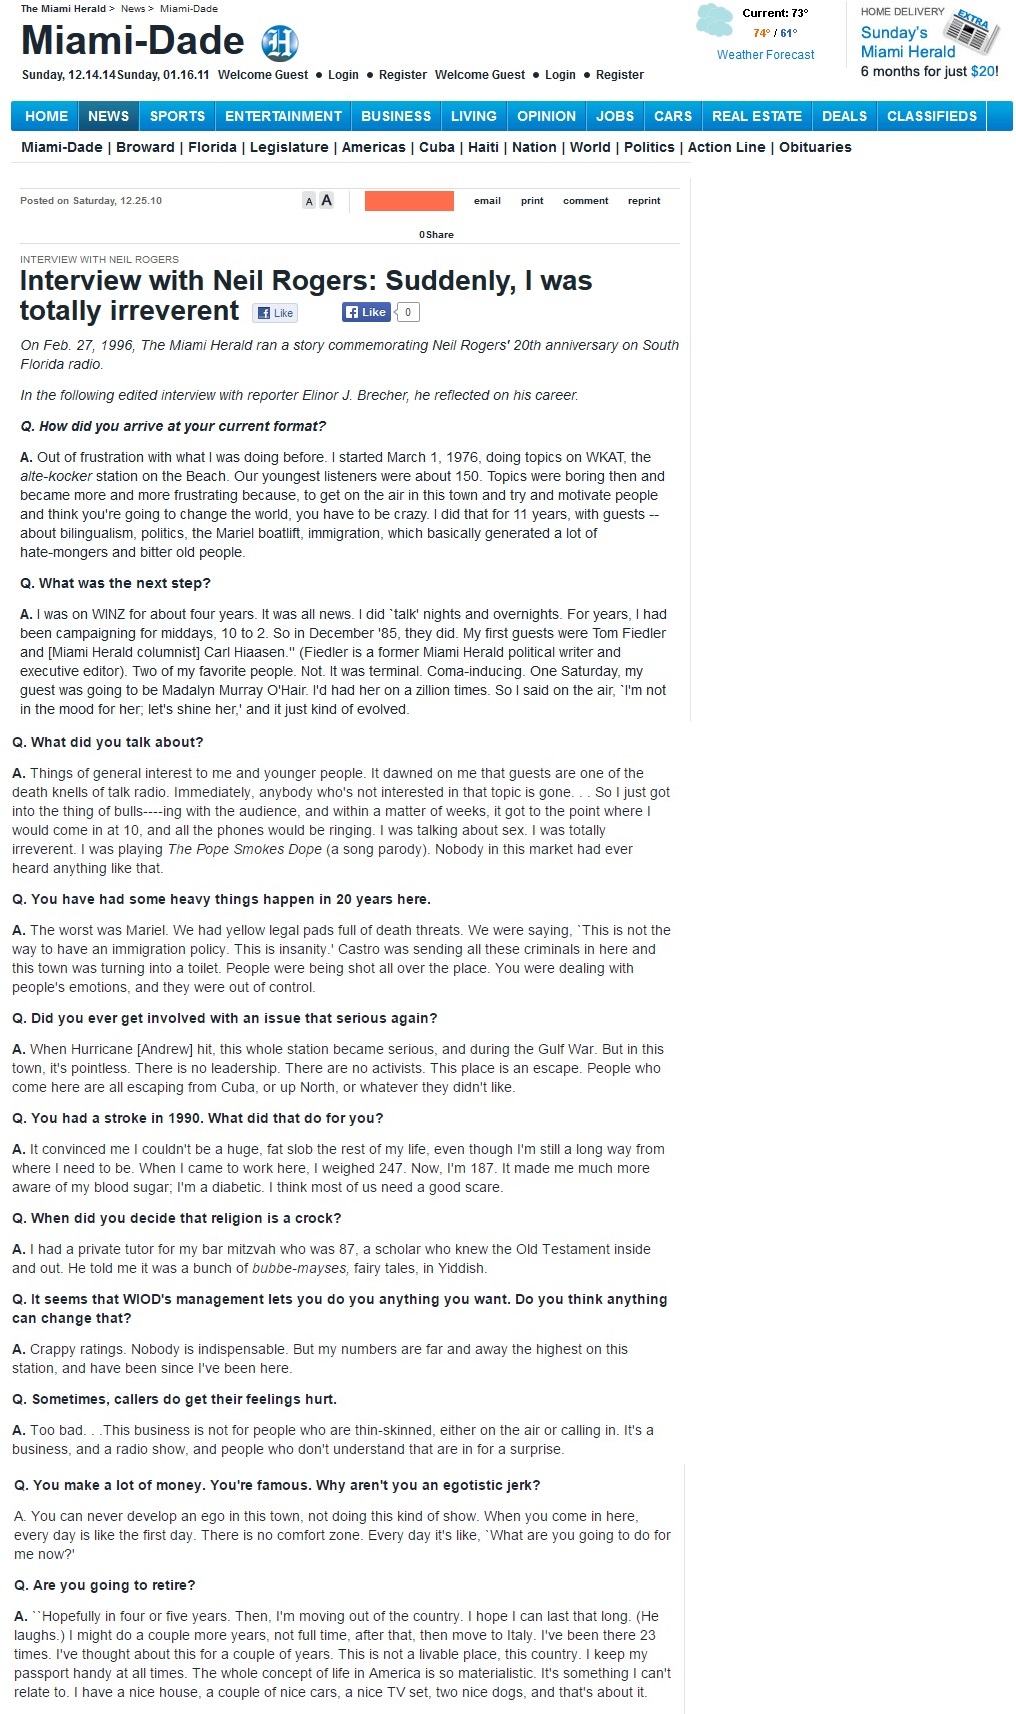 The Miami Herald > News > Miami-Dade
Miami-Dade
Sunday, 12.14.14Sunday, 01.16.11 Welcome Guest • Login • Register Welcome Guest • Login • Register
Current: 73°
74° / 61°
Weather Forecast
HOME DELIVERY
Sunday's
Miami Herald
6 months for just $20!
EXTRA
HOME NEWS SPORTS ENTERTAINMENT BUSINESS LIVING OPINION JOBS CARS REAL ESTATE DEALS CLASSIFIEDS
Miami-Dade | Broward | Florida | Legislature | Americas | Cuba | Haiti | Nation | World | Politics | Action Line | Obituaries
Posted on Saturday, 12.25.10 A A email print comment reprint
0Share
INTERVIEW WITH NEIL ROGERS
Interview with Neil Rogers: Suddenly, I was
totally irreverent Like Like 0
On Feb. 27, 1996, The Miami Herald ran a story commemorating Neil Rogers' 20th anniversary on South
Florida radio.
In the following edited interview with reporter Elinor J. Brecher, he reflected on his career.
Q. How did you arrive at your current format?
A. Out of frustration with what I was doing before. I started March 1, 1976, doing topics on WKAT, the
alte-kocker station on the Beach. Our youngest listeners were about 150. Topics were boring then and
became more and more frustrating because, to get on the air in this town and try and motivate people
and think you're going to change the world, you have to be crazy. I did that for 11 years, with guests --
about bilingualism, politics, the Mariel boatlift, immigration, which basically generated a lot of
hate-mongers and bitter old people.
Q. What was the next step?
A. I was on WINZ for about four years. It was all news. I did `talk' nights and overnights. For years, I had
been campaigning for middays, 10 to 2. So in December '85, they did. My first guests were Tom Fiedler
and [Miami Herald columnist] Carl Hiaasen." (Fiedler is a former Miami Herald political writer and
executive editor). Two of my favorite people. Not. It was terminal. Coma-inducing. One Saturday, my
guest was going to be Madalyn Murray O'Hair. I'd had her on a zillion times. So I said on the air, `I'm not
in the mood for her; let's shine her,' and it just kind of evolved.
Q. What did you talk about?
A. Things of general interest to me and younger people. It dawned on me that guests are one of the
death knells of talk radio. Immediately, anybody who's not interested in that topic is gone. . . So I just got
into the thing of bulls----ing with the audience, and within a matter of weeks, it got to the point where I
would come in at 10, and all the phones would be ringing. I was talking about sex. I was totally
irreverent. I was playing The Pope Smokes Dope (a song parody). Nobody in this market had ever
heard anything like that.
Q. You have had some heavy things happen in 20 years here.
A. The worst was Mariel. We had yellow legal pads full of death threats. We were saying, `This is not the
way to have an immigration policy. This is insanity.' Castro was sending all these criminals in here and
this town was turning into a toilet. People were being shot all over the place. You were dealing with
people's emotions, and they were out of control.
Q. Did you ever get involved with an issue that serious again?
A. When Hurricane [Andrew] hit, this whole station became serious, and during the Gulf War. But in this
town, it's pointless. There is no leadership. There are no activists. This place is an escape. People who
come here are all escaping from Cuba, or up North, or whatever they didn't like.
Q. You had a stroke in 1990. What did that do for you?
A. It convinced me I couldn't be a huge, fat slob the rest of my life, even though I'm still a long way from
where I need to be. When I came to work here, I weighed 247. Now, I'm 187. It made me much more
aware of my blood sugar; I'm a diabetic. I think most of us need a good scare.
Q. When did you decide that religion is a crock?
A. I had a private tutor for my bar mitzvah who was 87, a scholar who knew the Old Testament inside
and out. He told me it was a bunch of bubbe-mayses, fairy tales, in Yiddish.
Q. It seems that WIOD's management lets you do you anything you want. Do you think anything
can change that?
A. Crappy ratings. Nobody is indispensable. But my numbers are far and away the highest on this
station, and have been since I've been here.
Q. Sometimes, callers do get their feelings hurt.
A. Too bad. . .This business is not for people who are thin-skinned, either on the air or calling in. It's a
business, and a radio show, and people who don't understand that are in for a surprise.
Q. You make a lot of money. You're famous. Why aren't you an egotistic jerk?
A. You can never develop an ego in this town, not doing this kind of show. When you come in here,
every day is like the first day. There is no comfort zone. Every day it's like, `What are you going to do for
me now?'
Q. Are you going to retire?
A. ``Hopefully in four or five years. Then, I'm moving out of the country. I hope I can last that long. (He
laughs.) I might do a couple more years, not full time, after that, then move to Italy. I've been there 23
times. I've thought about this for a couple of years. This is not a livable place, this country. I keep my
passport handy at all times. The whole concept of life in America is so materialistic. It's something I can't
relate to. I have a nice house, a couple of nice cars, a nice TV set, two nice dogs, and that's about it.